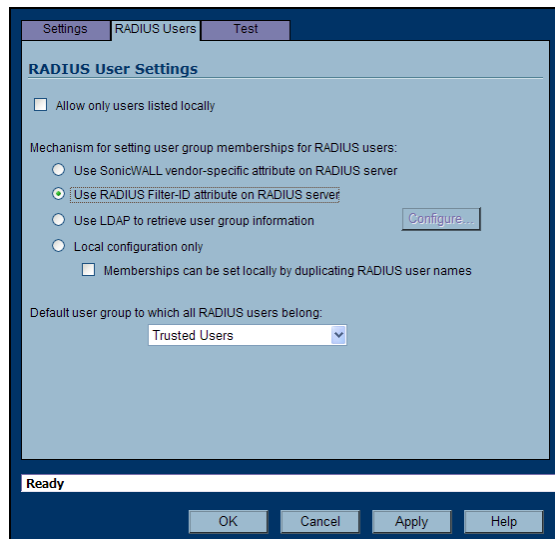 Settings RADIUS Users Test
RADIUS User Settings
Allow only users listed locally
Mechanism for setting user group memberships for RADIUS users:
Use SonicWALL vendor-specific attribute on RADIUS server
Use RADIUS Filter-ID attribute on RADIUS server
Use LDAP to retrieve user group information Configure...
Local configuration only
Memberships can be set locally by duplicating RADIUS user names
Default user group to which all RADIUS users belong:
Trusted Users
Ready
OK Cancel Apply Help